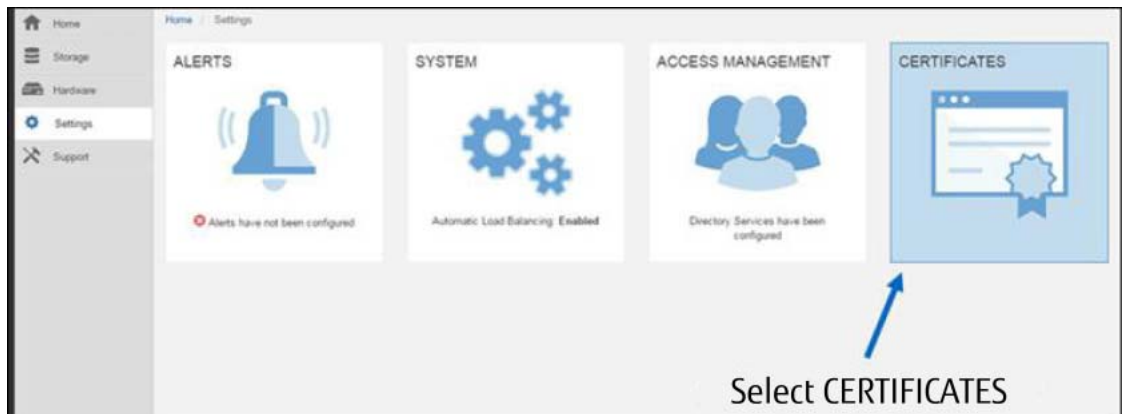 Home
Storage
Hardware
Settings
Support
Home / Settings
ALERTS
Alerts have not been configured
SYSTEM
Automatic Load Balancing: Enabled
ACCESS MANAGEMENT
Directory Services have been
configured
CERTIFICATES
Select CERTIFICATES